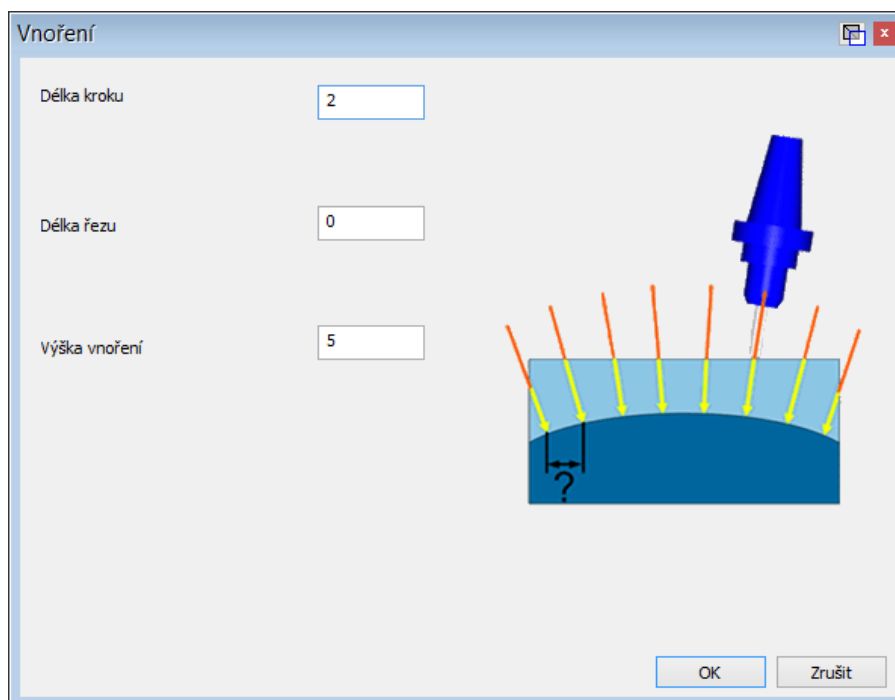 Vnoření
x
Délka kroku
2
Délka řezu
0
Výška vnoření
5
?
OK
Zrušit